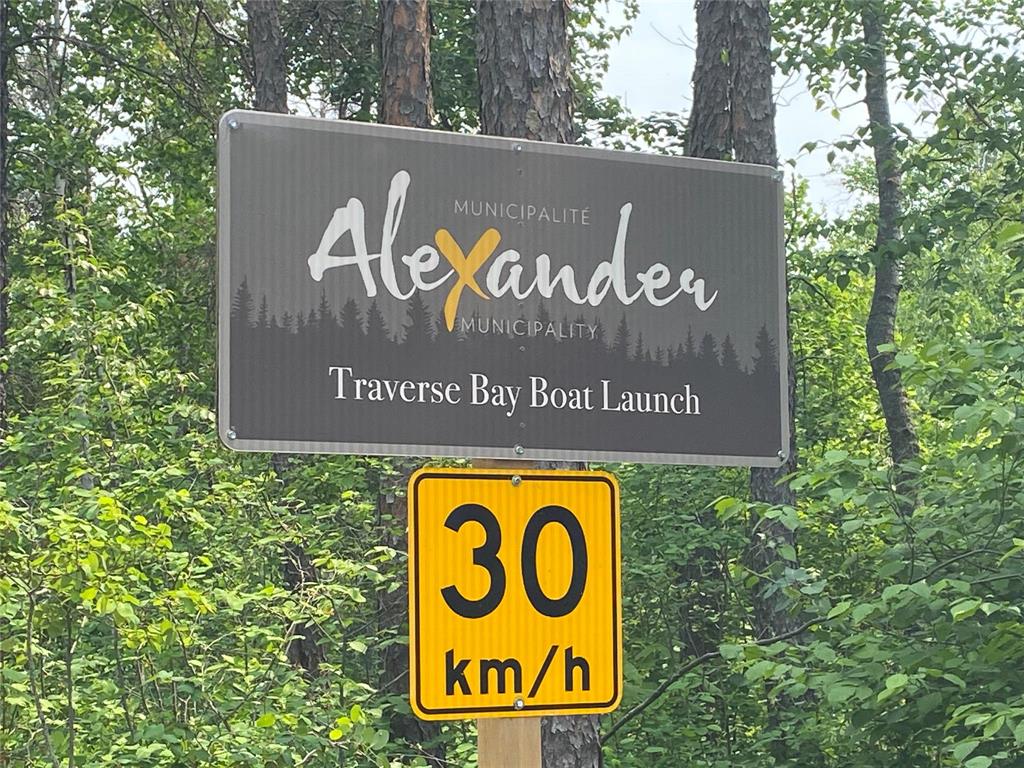 MUNICIPALITÉ
Alexander
MUNICIPALITY
Traverse Bay Boat Launch
30
km/h